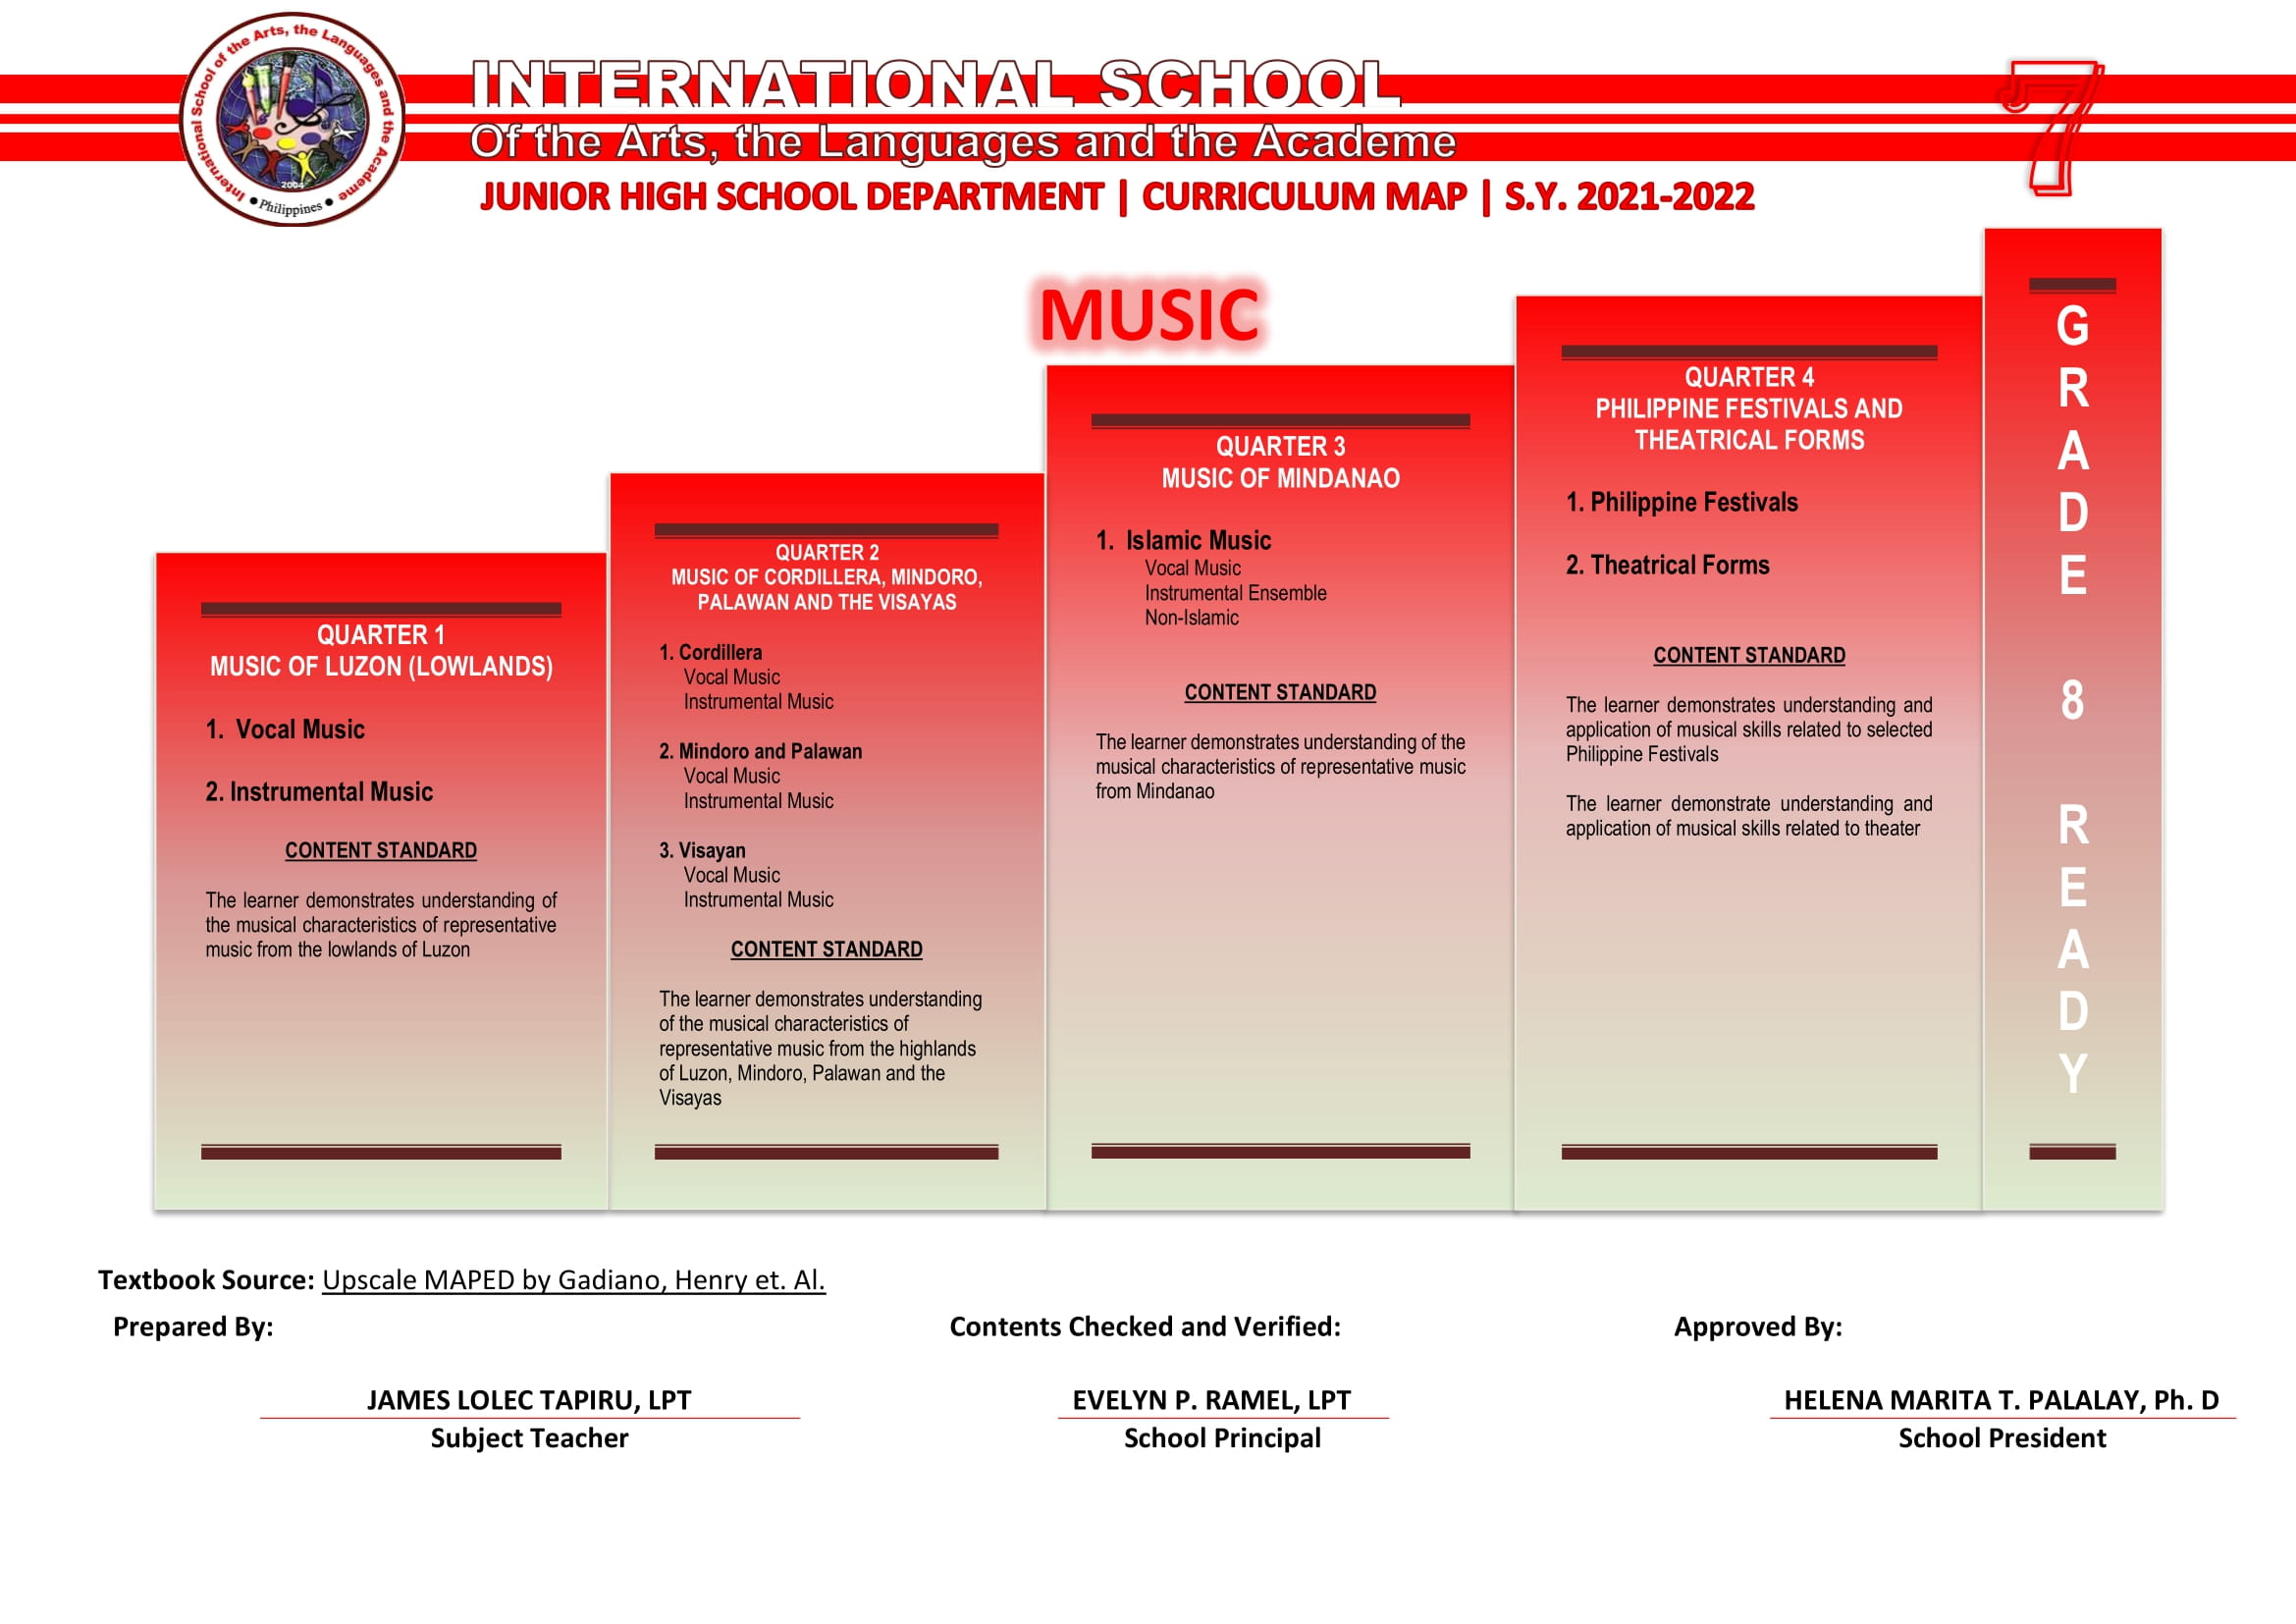 International School of the Arts, the Languages and the Academe
2004
• Philippines •
INTERNATIONAL SCHOOL
Of the Arts, the Languages and the Academe
JUNIOR HIGH SCHOOL DEPARTMENT | CURRICULUM MAP | S.Y. 2021-2022
7
MUSIC
QUARTER 1
MUSIC OF LUZON (LOWLANDS)
1. Vocal Music
2. Instrumental Music
CONTENT STANDARD
The learner demonstrates understanding of
the musical characteristics of representative
music from the lowlands of Luzon
QUARTER 2
MUSIC OF CORDILLERA, MINDORO,
PALAWAN AND THE VISAYAS
1. Cordillera
Vocal Music
Instrumental Music
2. Mindoro and Palawan
Vocal Music
Instrumental Music
3. Visayan
Vocal Music
Instrumental Music
CONTENT STANDARD
The learner demonstrates understanding
of the musical characteristics of
representative music from the highlands
of Luzon, Mindoro, Palawan and the
Visayas
QUARTER 3
MUSIC OF MINDANAO
1. Islamic Music
Vocal Music
Instrumental Ensemble
Non-Islamic
CONTENT STANDARD
The learner demonstrates understanding of the
musical characteristics of representative music
from Mindanao
QUARTER 4
PHILIPPINE FESTIVALS AND
THEATRICAL FORMS
1. Philippine Festivals
2. Theatrical Forms
CONTENT STANDARD
The learner demonstrates understanding and
application of musical skills related to selected
Philippine Festivals
The learner demonstrate understanding and
application of musical skills related to theater
G
R
A
D
E
8
R
E
A
D
Y
Textbook Source: Upscale MAPED by Gadiano, Henry et. Al.
Prepared By:
Contents Checked and Verified:
Approved By:
JAMES LOLEC TAPIRU, LPT
EVELYN P. RAMEL, LPT
HELENA MARITA T. PALALAY, Ph. D
Subject Teacher
School Principal
School President